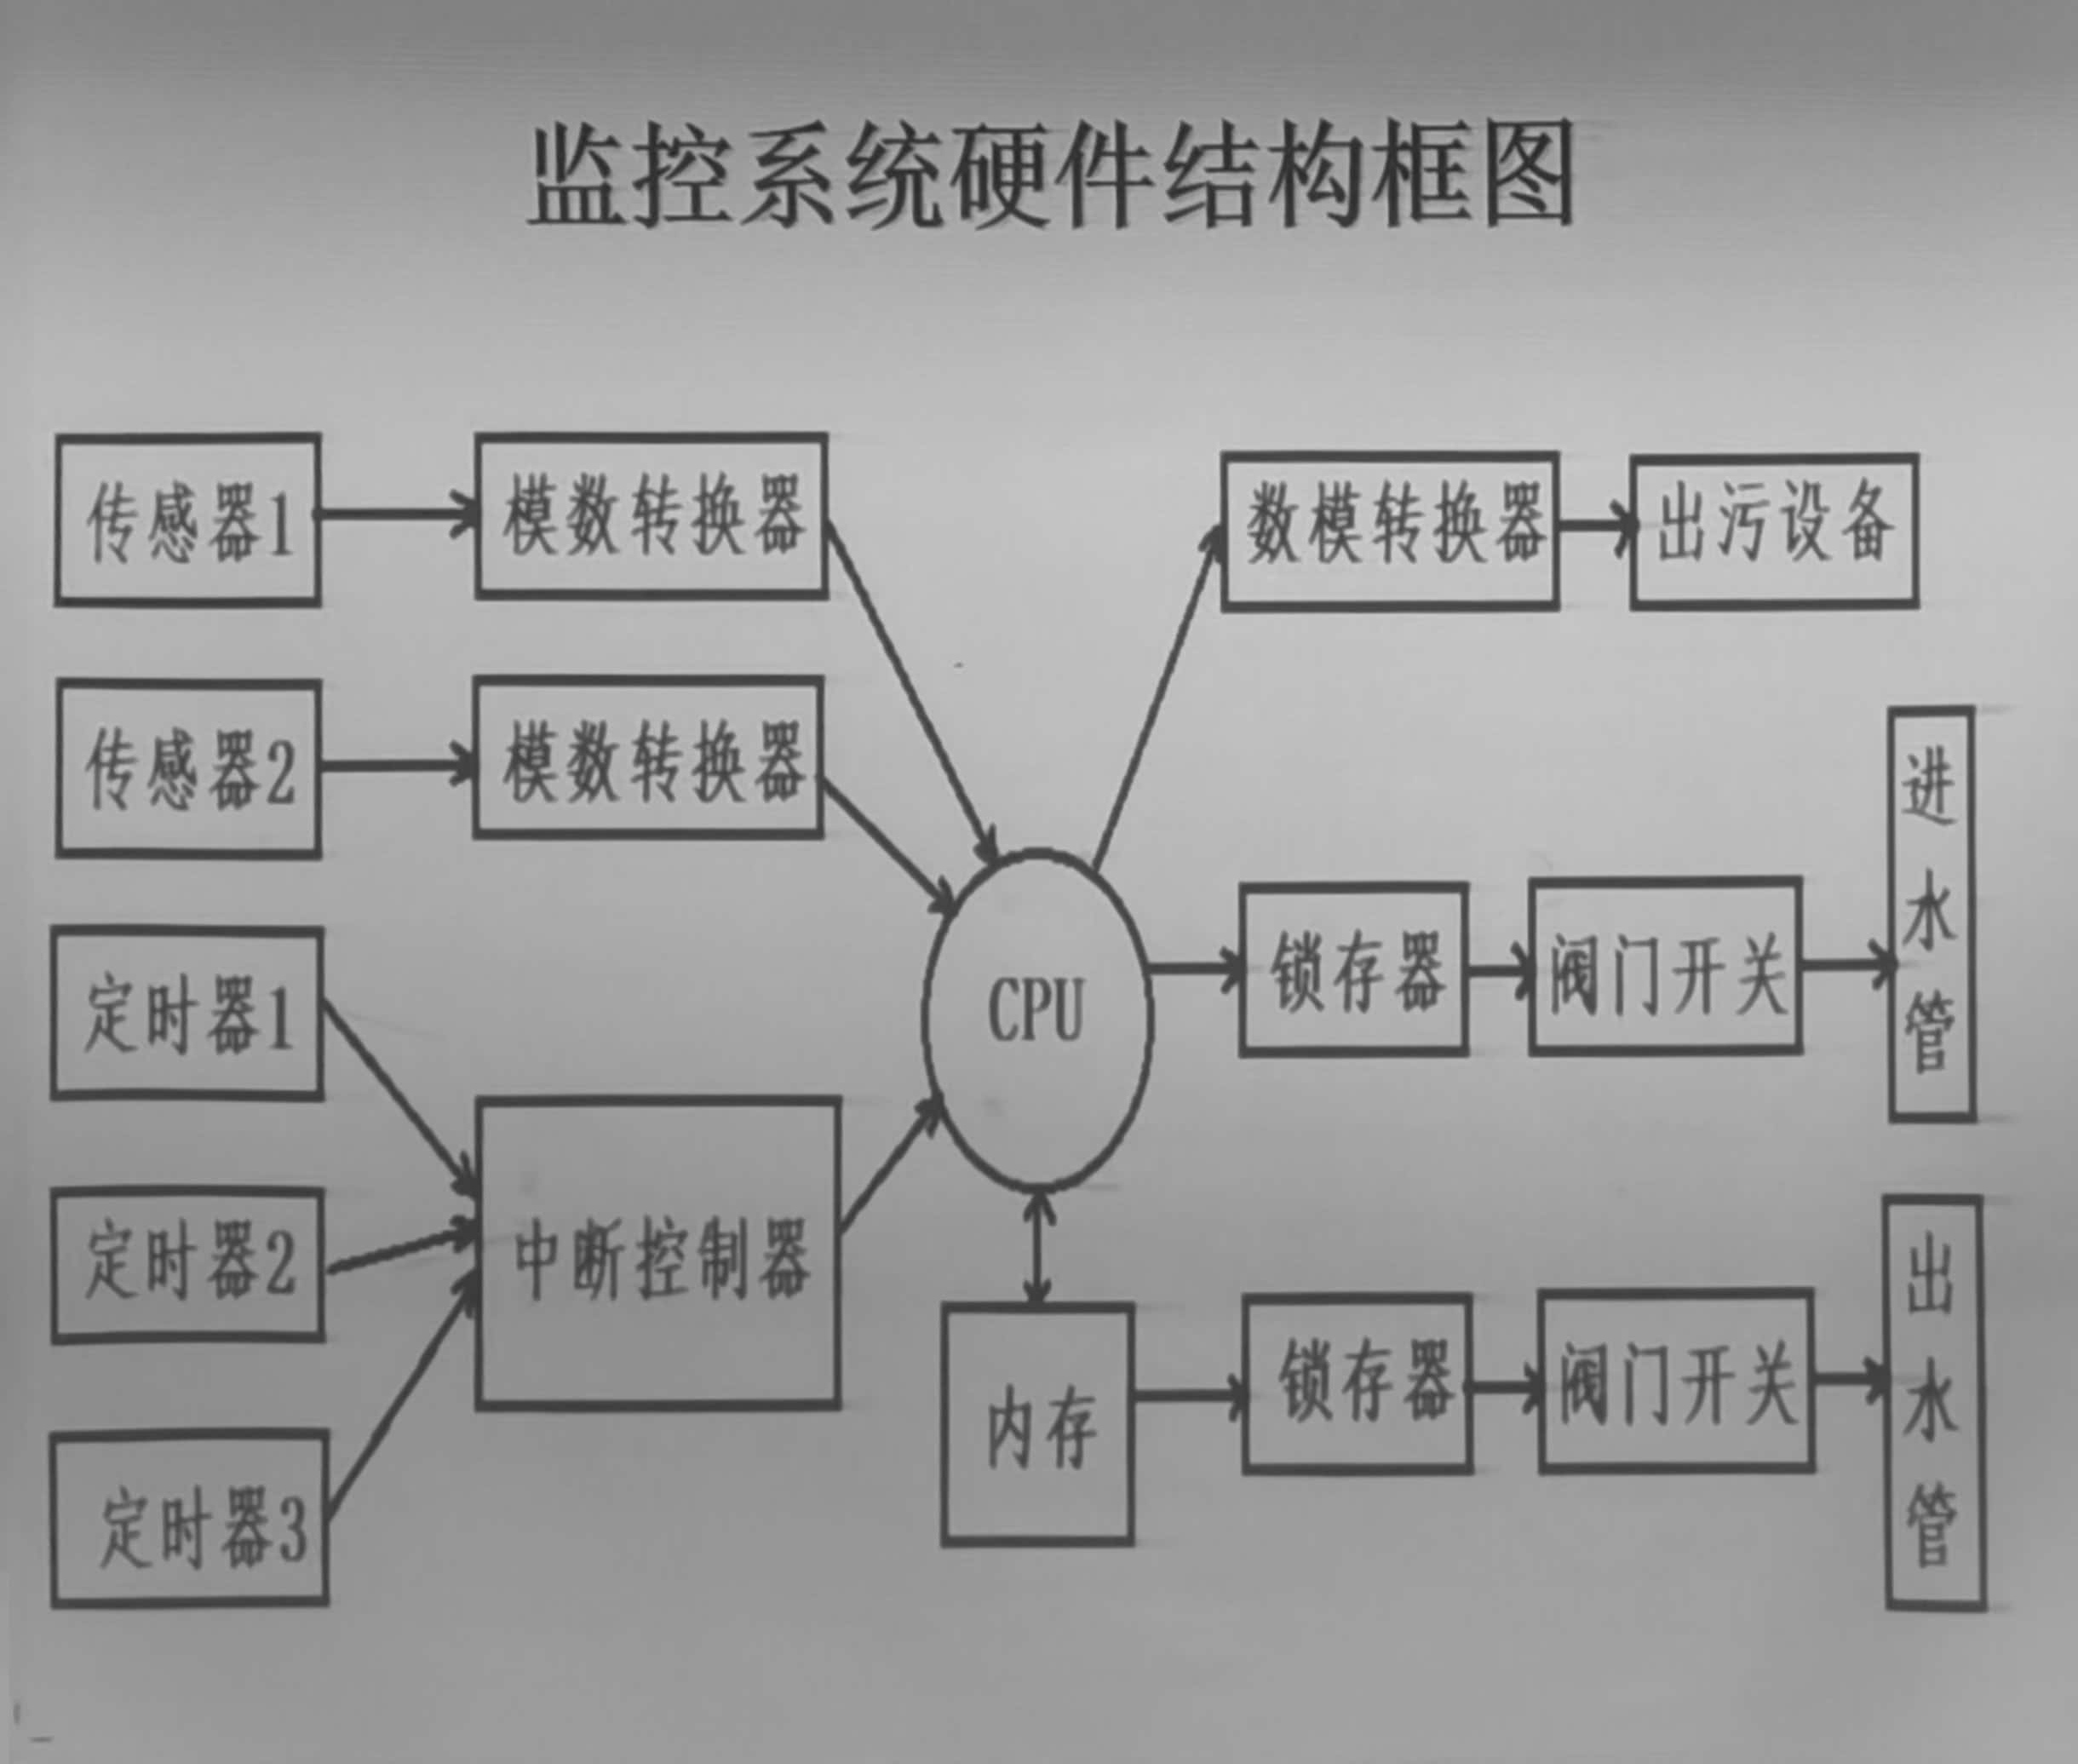 监控系统硬件结构框图
传感器1
模数转换器
数模转换器
出污设备
传感器2
模数转换器
定时器1
CPU
锁存器
阀门开关
进水管
定时器2
中断控制器
定时器3
内存
锁存器
阀门开关
出水管